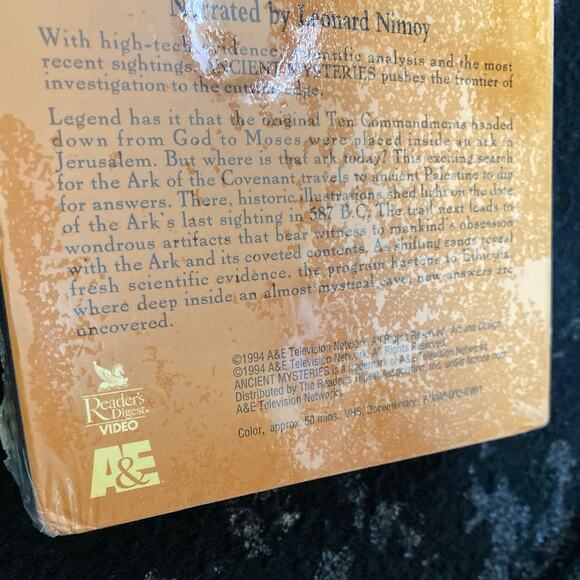 Narrated by Leonard Nimoy
With high-tech evidence, scientific analysis and the most
recent sightings, ANCIENT MYSTERIES pushes the frontier of
investigation to the cutting edge.
Legend has it that the original Ten Commandments handed
down from God to Moses were placed inside an ark in
Jerusalem. But where is that ark today? This exciting search
for the Ark of the Covenant travels to ancient Palestine to dig
for answers. There, historic illustrations shed light on the date
of the Ark's last sighting in 587 B.C. The trail next leads to
wondrous artifacts that bear witness to mankind's obsession
with the Ark and its coveted contents. As shifting sands reveal
fresh scientific evidence, the program hastens to Ethiopia
where deep inside an almost mystical cave, new answers are
uncovered.
©1994 A&E Television Network. All Rights Reserved. Art and Design
©1994 A&E Television Network. All Rights Reserved.
ANCIENT MYSTERIES is a trademark of A&E Television Networks
Distributed by The Reader's Digest Association, Inc. under license from
A&E Television Networks
Color, approx. 50 mins., VHS, Documentary.
Reader's
Digest®
VIDEO
A&E